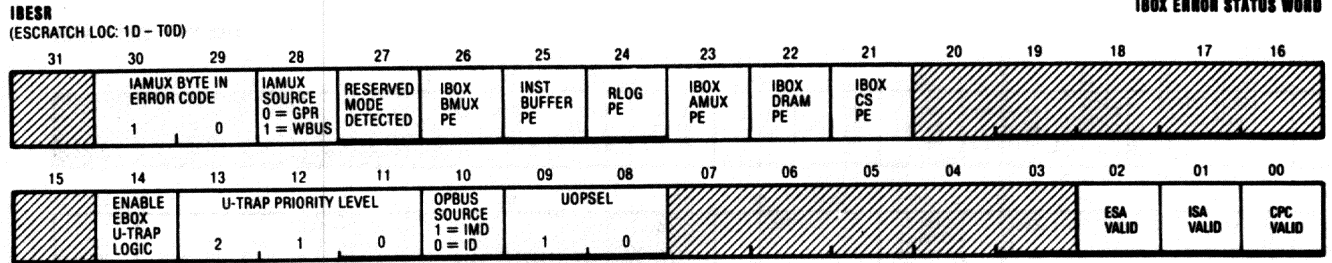 IBESR
IBOX ERROR STATUS WORD
(ESCRATCH LOC: 1D – TOD)
31 30 29 28 27 26 25 24 23 22 21 20 19 18 17 16
IAMUX BYTE IN
ERROR CODE
1 0
IAMUX
SOURCE
0 = GPR
1 = WBUS
RESERVED
MODE
DETECTED
IBOX
BMUX
PE
INST
BUFFER
PE
RLOG
PE
IBOX
AMUX
PE
IBOX
DRAM
PE
IBOX
CS
PE
15 14 13 12 11 10 09 08 07 06 05 04 03 02 01 00
ENABLE
EBOX
U-TRAP
LOGIC
U-TRAP PRIORITY LEVEL
2 1 0
OPBUS
SOURCE
1 = IMD
0 = ID
UOPSEL
1 0
ESA
VALID
ISA
VALID
CPC
VALID